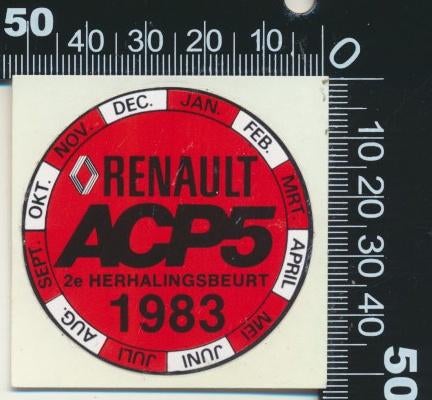 50 40 30 20 10 0
10 20 30 40 50
JAN. FEB. MRT APRIL MEI JUNI JULI AUG. SEPT. OKT. NOV. DEC.
RENAULT
ACP5
2e HERHALINGSBEURT
1983